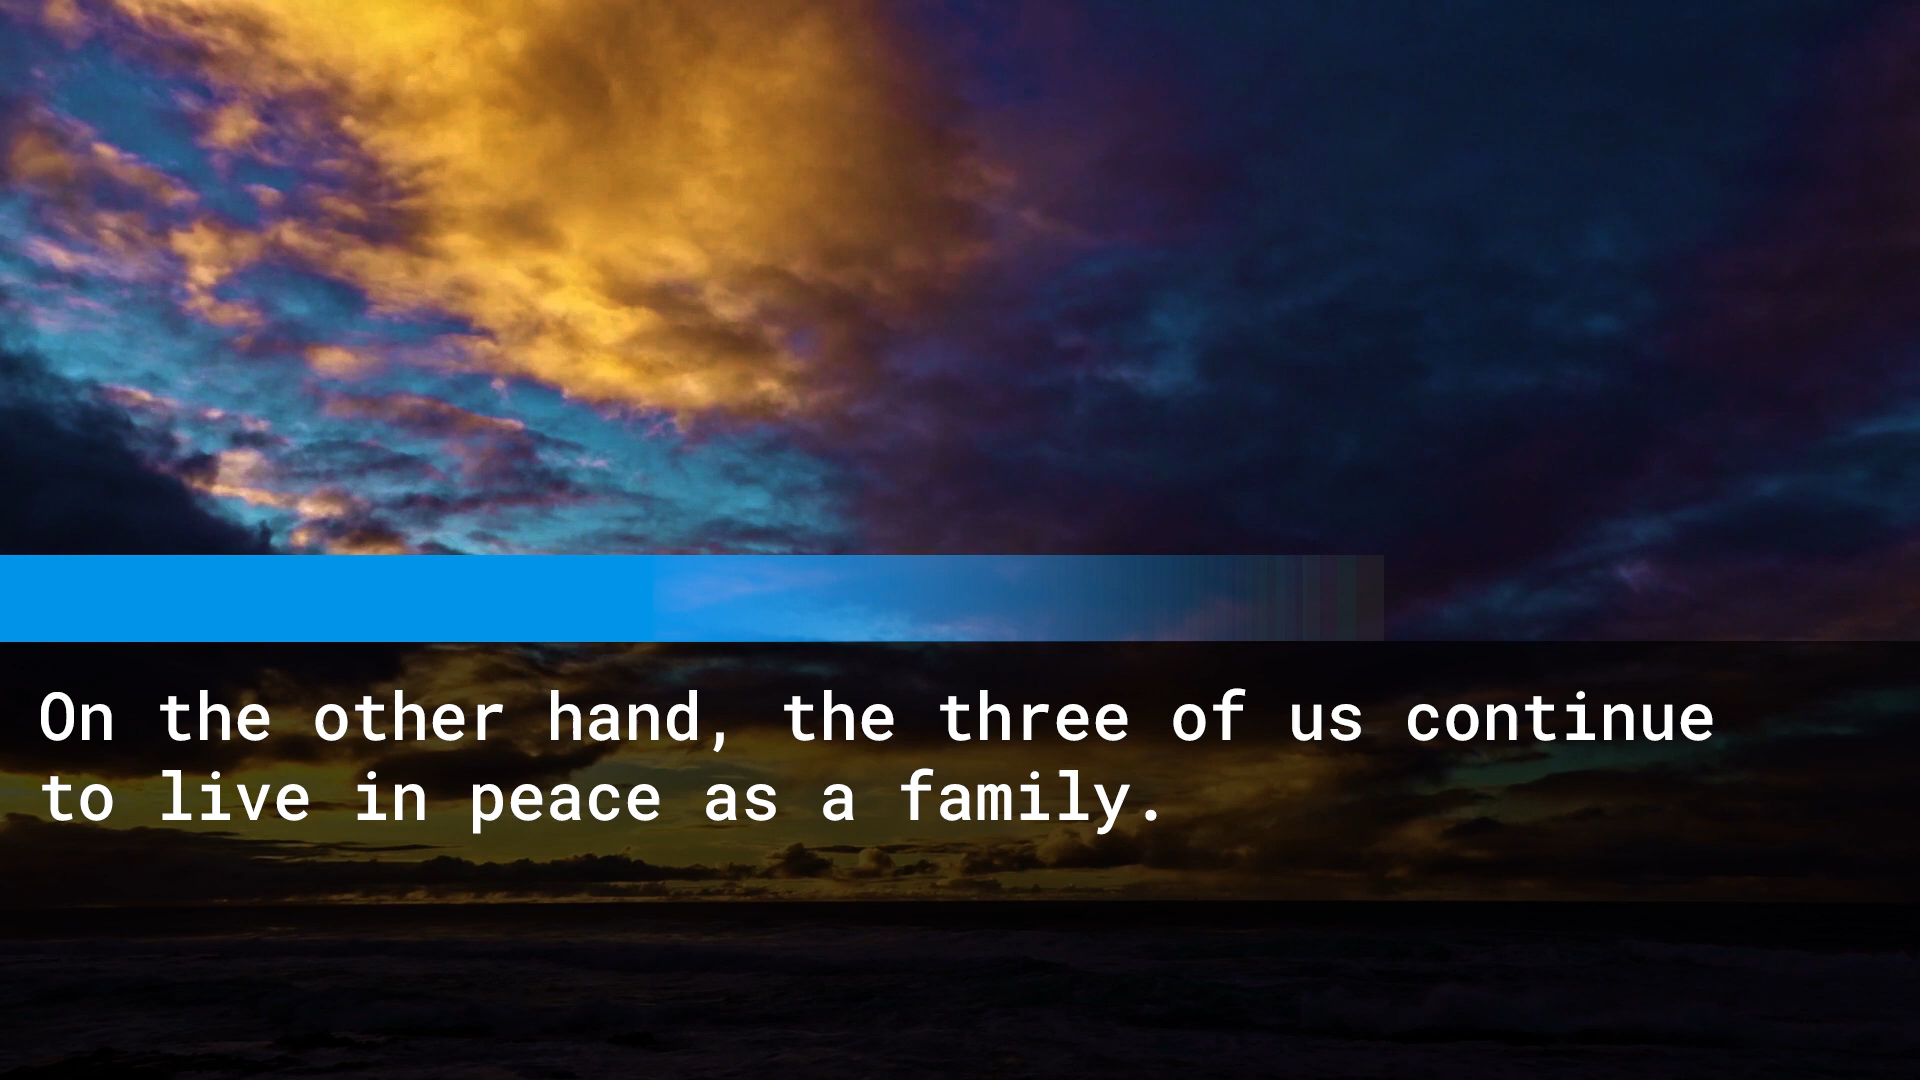 On the other hand, the three of us continue
to live in peace as a family.